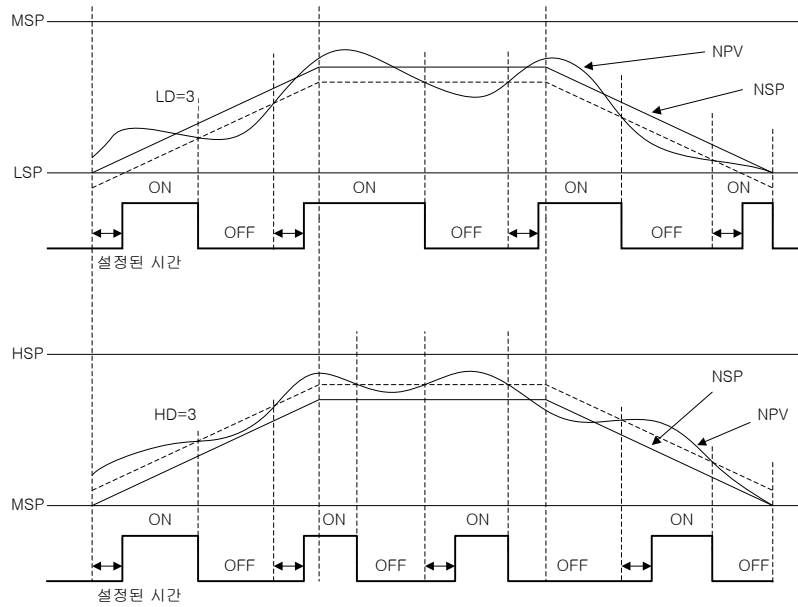 MSP
NPV
NSP
LD=3
LSP
ON
ON
ON
ON
OFF
OFF
OFF
설정된 시간
HSP
NSP
NPV
HD=3
MSP
ON
ON
ON
ON
OFF
OFF
OFF
OFF
설정된 시간